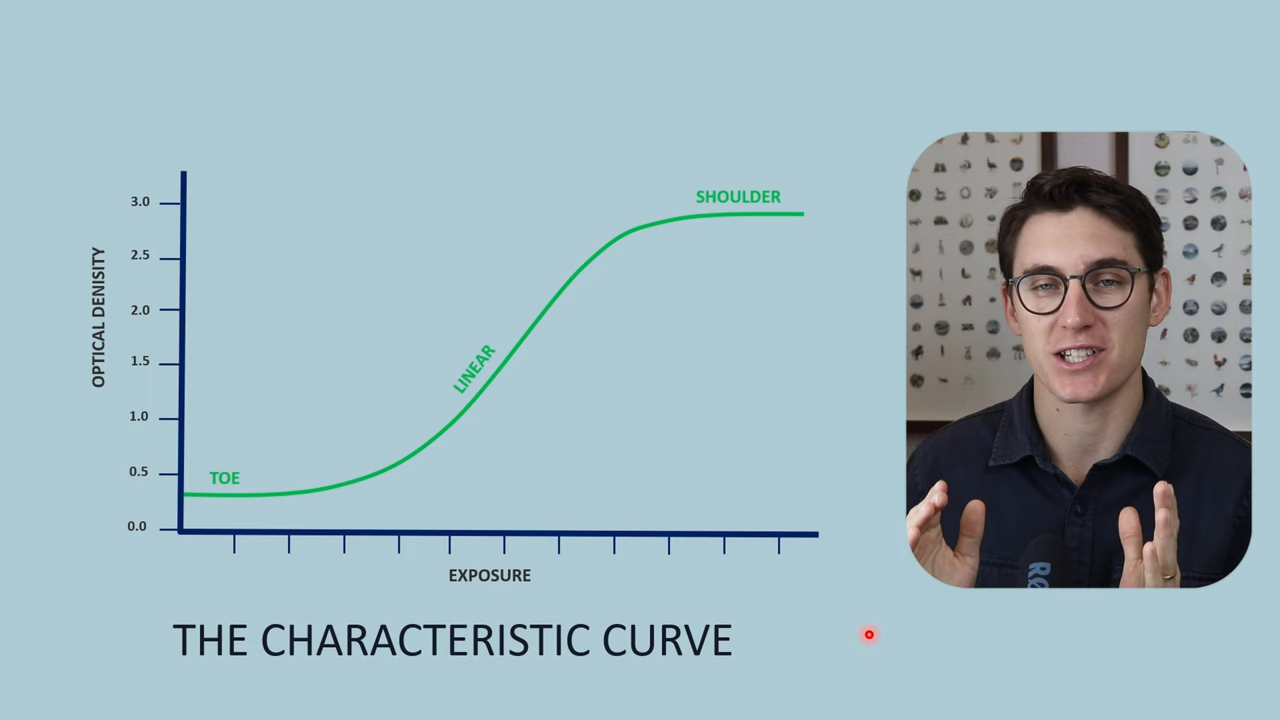 3.0
2.5
2.0
1.5
1.0
0.5
0.0
OPTICAL DENISITY
TOE
LINEAR
SHOULDER
EXPOSURE
THE CHARACTERISTIC CURVE